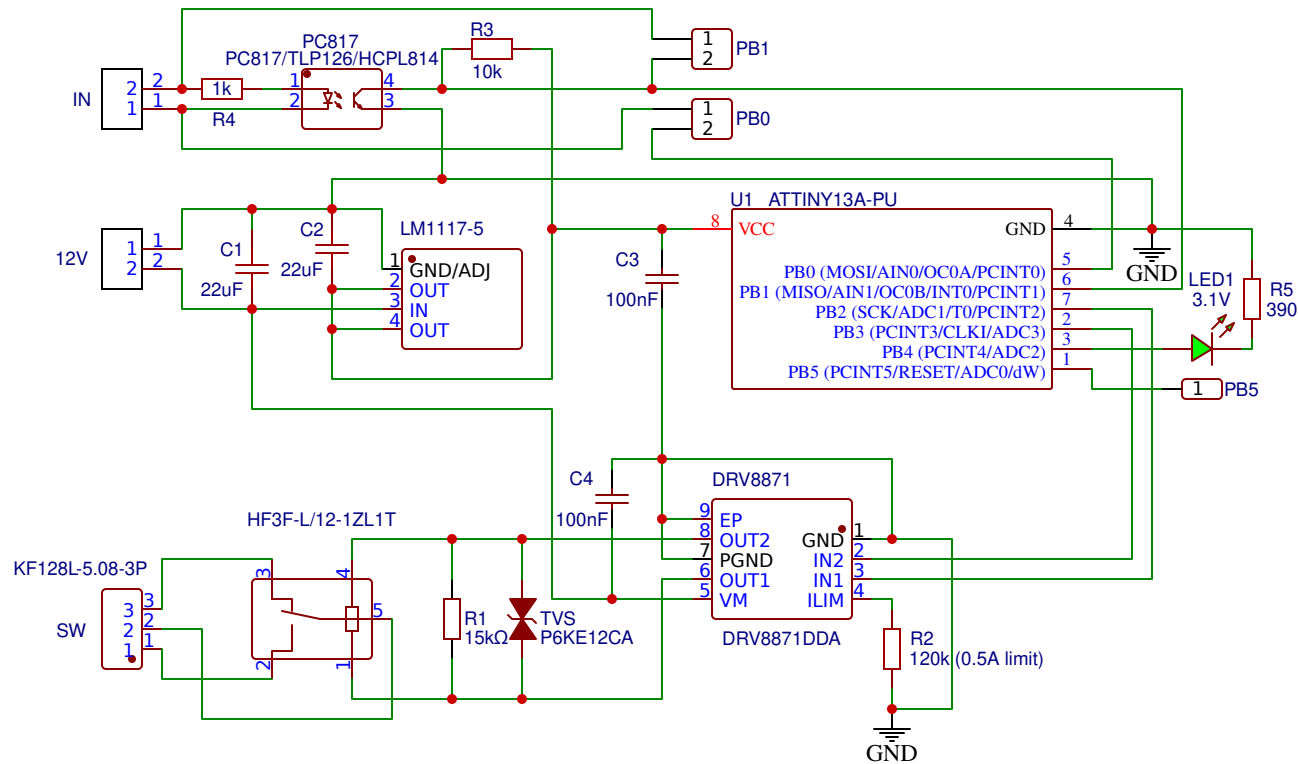 PC817
PC817/TLP126/HCPL814
R3
10k
1
2
PB1
IN
2
1
2
1
1k
R4
1
2
4
3
1
2
PB0
12V
1
2
1
2
C1
22uF
C2
22uF
LM1117-5
1
2
3
4
GND/ADJ
OUT
IN
OUT
C3
100nF
U1 ATTINY13A-PU
8
VCC
GND
4
PB0 (MOSI/AIN0/OC0A/PCINT0)
5
PB1 (MISO/AIN1/OC0B/INT0/PCINT1)
6
PB2 (SCK/ADC1/T0/PCINT2)
7
PB3 (PCINT3/CLKI/ADC3)
2
PB4 (PCINT4/ADC2)
3
PB5 (PCINT5/RESET/ADC0/dW)
1
GND
LED1
3.1V
R5
390
1
PB5
C4
100nF
DRV8871
9
8
7
6
5
EP
OUT2
PGND
OUT1
VM
GND
IN2
IN1
ILIM
1
2
3
4
DRV8871DDA
HF3F-L/12-1ZL1T
3
4
5
2
1
KF128L-5.08-3P
SW
3
2
1
3
2
1
R1
15kΩ
TVS
P6KE12CA
R2
120k (0.5A limit)
GND